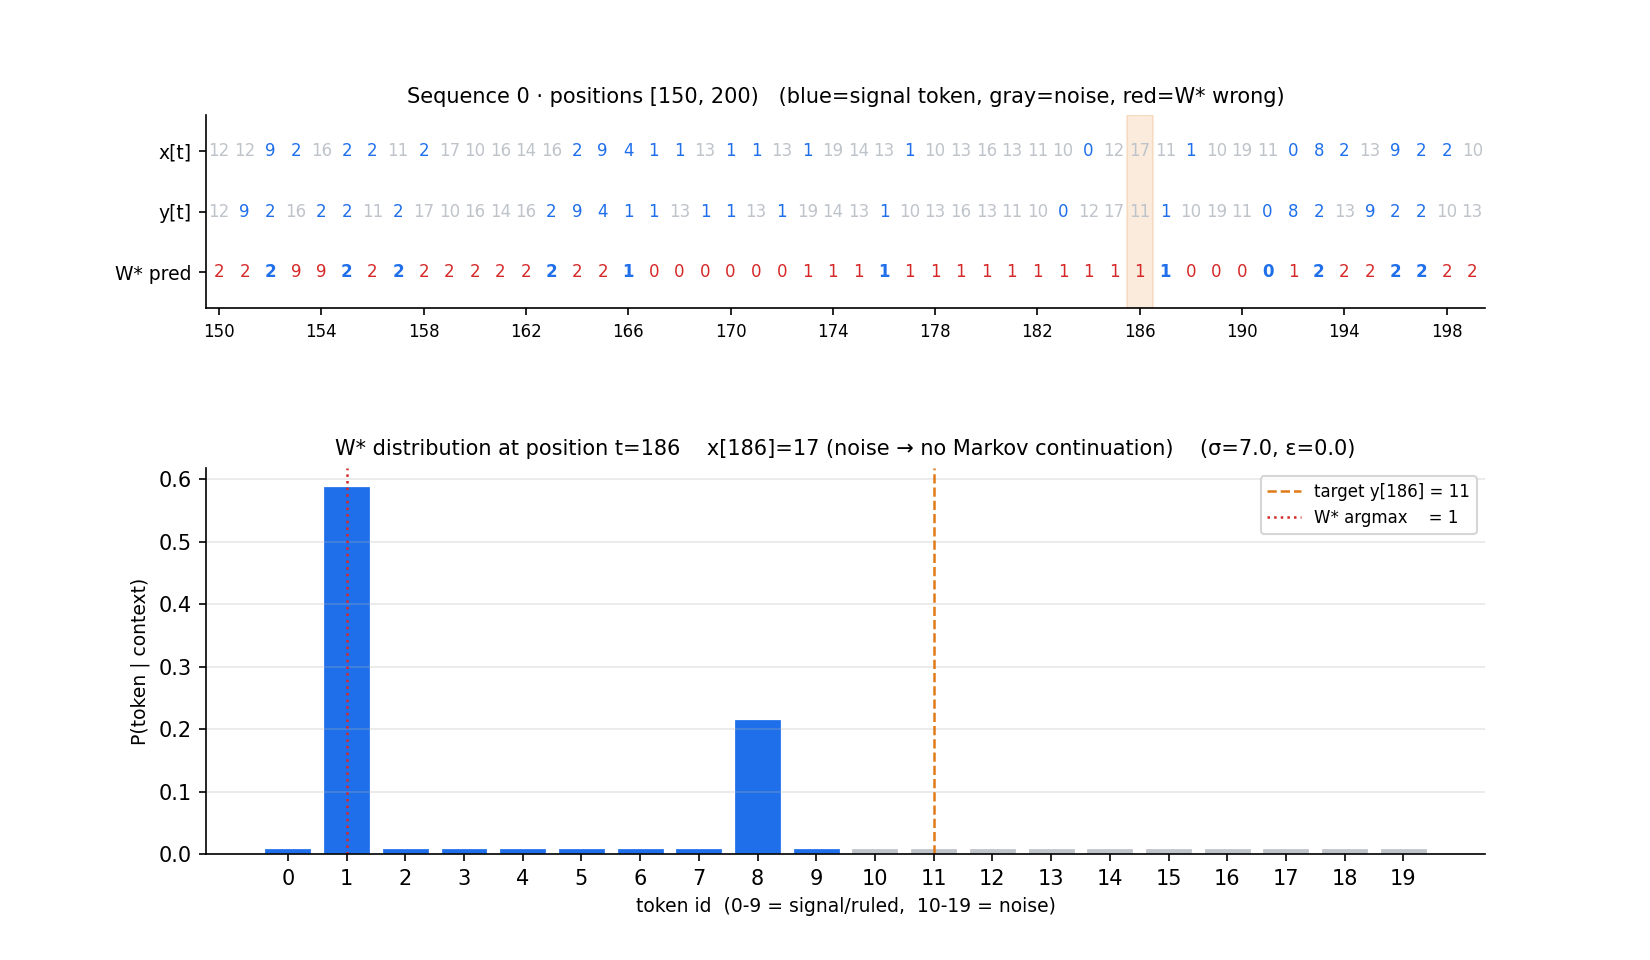 Sequence 0 · positions [150, 200)   (blue=signal token, gray=noise, red=W* wrong)
x[t] 12 12 9 2 16 2 2 11 2 17 10 16 14 16 2 9 4 1 1 13 1 1 13 1 19 14 13 1 10 13 16 13 11 10 0 12 17 11 1 10 19 11 0 8 2 13 9 2 2 10
y[t] 12 9 2 16 2 2 11 2 17 10 16 14 16 2 9 4 1 1 13 1 1 13 1 19 14 13 1 10 13 16 13 11 10 0 12 17 11 1 10 19 11 0 8 2 13 9 2 2 10 13
W* pred 2 2 2 9 9 2 2 2 2 2 2 2 2 2 2 2 1 0 0 0 0 0 0 1 1 1 1 1 1 1 1 1 1 1 1 1 1 1 0 0 0 0 1 2 2 2 2 2 2 2
150 154 158 162 166 170 174 178 182 186 190 194 198
W* distribution at position t=186    x[186]=17 (noise → no Markov continuation)    (σ=7.0, ε=0.0)
target y[186] = 11
W* argmax    = 1
P(token | context)
0.6
0.5
0.4
0.3
0.2
0.1
0.0
0 1 2 3 4 5 6 7 8 9 10 11 12 13 14 15 16 17 18 19
token id  (0-9 = signal/ruled,  10-19 = noise)